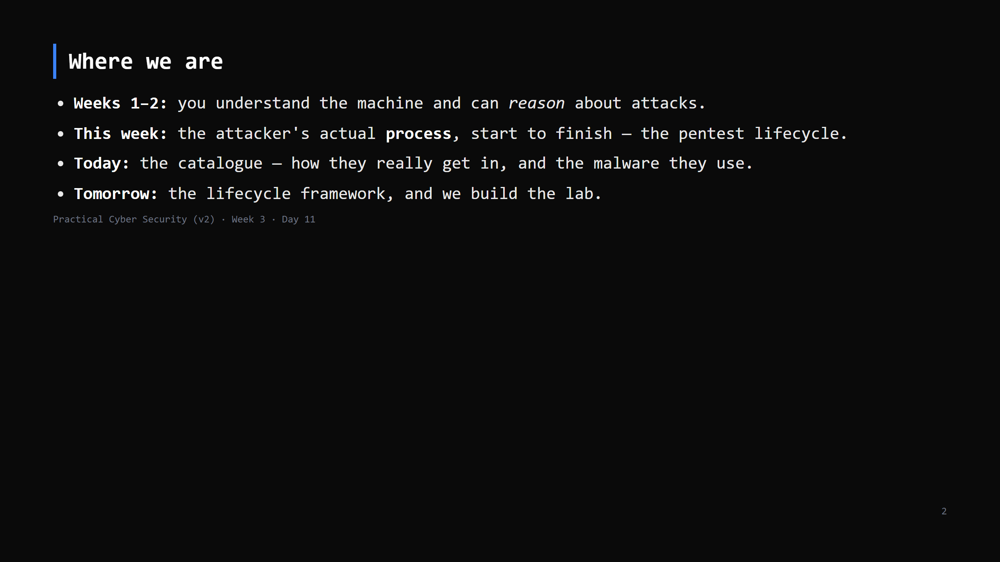 Where we are
• Weeks 1–2: you understand the machine and can reason about attacks.
• This week: the attacker's actual process, start to finish — the pentest lifecycle.
• Today: the catalogue — how they really get in, and the malware they use.
• Tomorrow: the lifecycle framework, and we build the lab.
Practical Cyber Security (v2) · Week 3 · Day 11
2